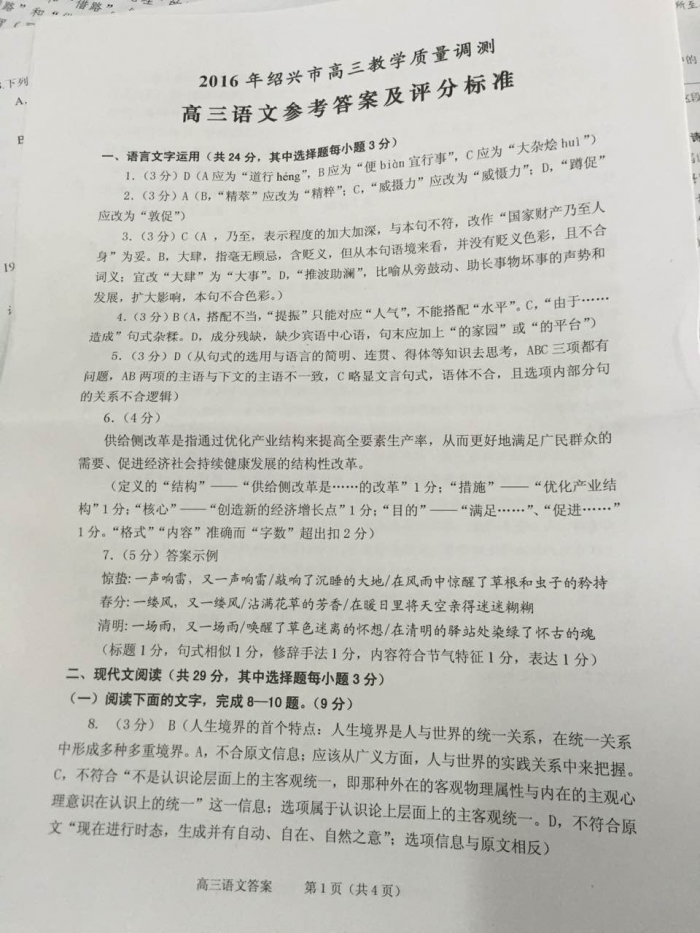 2016 年绍兴市高三教学质量调测
高三语文参考答案及评分标准
一、语言文字运用（共 24 分，其中选择题每小题 3 分）
1.（3 分）D（A 应为“道行 héng”，B 应为“便 biàn 宜行事”，C 应为“大杂烩 huì”）
2.（3 分）A（B，“精萃”应改为“精粹”；C，“威摄力”应改为“威慑力”；D，“蹲促”
应改为“敦促”）
3.（3 分）C（A ，乃至，表示程度的加大加深，与本句不符，改作“国家财产乃至人
身”为妥。B，大肆，指毫无顾忌，含贬义，但从本句语境来看，并没有贬义色彩，且不合
词义；宜改“大肆”为“大事”。D，“推波助澜”，比喻从旁鼓动、助长事物坏事的声势和
发展，扩大影响，本句不合色彩。）
4.（3 分）B（A，搭配不当，“提振”只能对应“人气”，不能搭配“水平”。C，“由于……
造成”句式杂糅。D，成分残缺，缺少宾语中心语，句末应加上“的家园”或“的平台”）
5.（3 分）D（从句式的选用与语言的简明、连贯、得体等知识去思考，ABC 三项都有
问题，AB 两项的主语与下文的主语不一致，C 略显文言句式，语体不合，且选项内部分句
的关系不合逻辑）
6.（4 分）
供给侧改革是指通过优化产业结构来提高全要素生产率，从而更好地满足广民群众的
需要、促进经济社会持续健康发展的结构性改革。
（定义的“结构”——“供给侧改革是……的改革”1 分；“措施”——“优化产业结
构”1 分；“核心”——“创造新的经济增长点”1 分；“目的”——“满足……”、“促进……”
1 分。“格式”“内容”准确而“字数”超出扣 2 分）
7.（5 分）答案示例
惊蛰：一声响雷，又一声响雷/敲响了沉睡的大地/在风雨中惊醒了草根和虫子的矜持
春分：一缕风，又一缕风/沾满花草的芳香/在暖日里将天空亲得迷迷糊糊
清明：一场雨，又一场雨/唤醒了草色迷离的怀想/在清明的驿站处染绿了怀古的魂
（标题 1 分，句式相似 1 分，修辞手法 1 分，内容符合节气特征 1 分，表达 1 分）
二、现代文阅读（共 29 分，其中选择题每小题 3 分）
（一）阅读下面的文字，完成 8—10 题。（9 分）
8. （3 分） B（人生境界的首个特点：人生境界是人与世界的统一关系，在统一关系
中形成多种多重境界。A，不合原文信息；应该从广义方面，人与世界的实践关系中来把握。
C，不符合“不是认识论层面上的主客观统一，即那种外在的客观物理属性与内在的主观心
理意识在认识上的统一”这一信息；选项属于认识论上层面上的主客观统一。D，不符合原
文“现在进行时态，生成并有自动、自在、自然之意”；选项信息与原文相反）
高三语文答案 第 1 页（共 4 页）
下列
A.
19